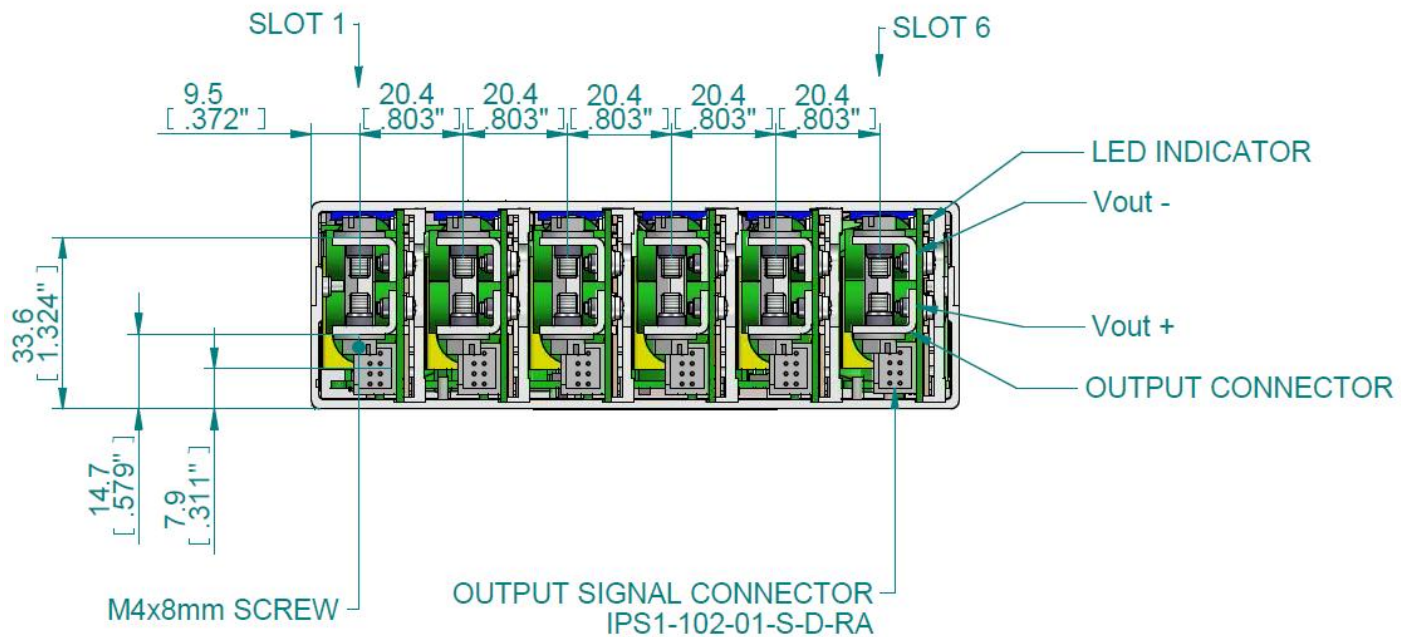 SLOT 1
SLOT 6
9.5
[ .372" ]
20.4
[ .803" ]
20.4
[ .803" ]
20.4
[ .803" ]
20.4
[ .803" ]
20.4
[ .803" ]
LED INDICATOR
Vout -
Vout +
OUTPUT CONNECTOR
33.6
[ 1.324" ]
14.7
[ .579" ]
7.9
[ .311" ]
M4x8mm SCREW
OUTPUT SIGNAL CONNECTOR
IPS1-102-01-S-D-RA